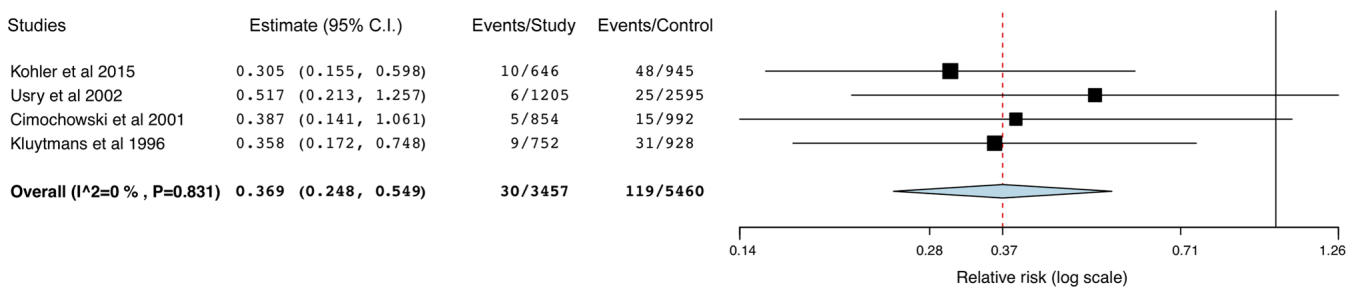 Studies Estimate (95% C.I.) Events/Study Events/Control
Kohler et al 2015 0.305 (0.155, 0.598) 10/646 48/945
Usry et al 2002 0.517 (0.213, 1.257) 6/1205 25/2595
Cimochowski et al 2001 0.387 (0.141, 1.061) 5/854 15/992
Kluytmans et al 1996 0.358 (0.172, 0.748) 9/752 31/928
Overall (I^2=0 % , P=0.831) 0.369 (0.248, 0.549) 30/3457 119/5460
0.14 0.28 0.37 0.71 1.26
Relative risk (log scale)